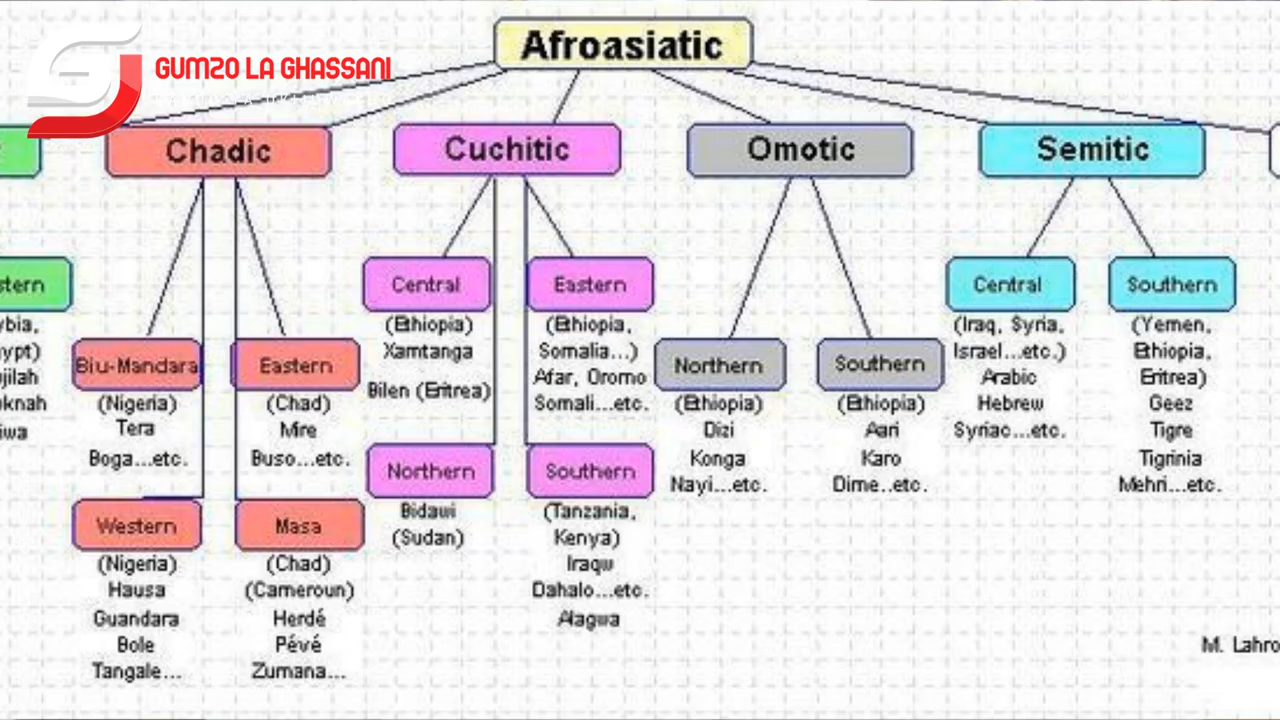 Afroasiatic
GUMZO LA GHASSANI
Chadic
Cuchitic
Omotic
Semitic
stern
ybia,
ypt)
jilah
knah
iwa
Biu-Mandara
(Nigeria)
Tera
Boga...etc.
Eastern
(Chad)
Mire
Buso...etc.
Western
(Nigeria)
Hausa
Guandara
Bole
Tangale...
Masa
(Chad)
(Cameroun)
Herdé
Pévé
Zumana...
Central
(Ethiopia)
Xamtanga
Bilen (Eritrea)
Eastern
(Ethiopia,
Somalia...)
Afar, Oromo
Somali...etc.
Northern
Bidawi
(Sudan)
Southern
(Tanzania,
Kenya)
Iraqw
Dahalo...etc.
Alagwa
Northern
(Ethiopia)
Dizi
Konga
Nayi...etc.
Southern
(Ethiopia)
Aari
Karo
Dime..etc.
Central
(Iraq, Syria,
Israel...etc.)
Arabic
Hebrew
Syriac...etc.
Southern
(Yemen,
Ethiopia,
Eritrea)
Geez
Tigre
Tigrinia
Mehri...etc.
M. Lahro